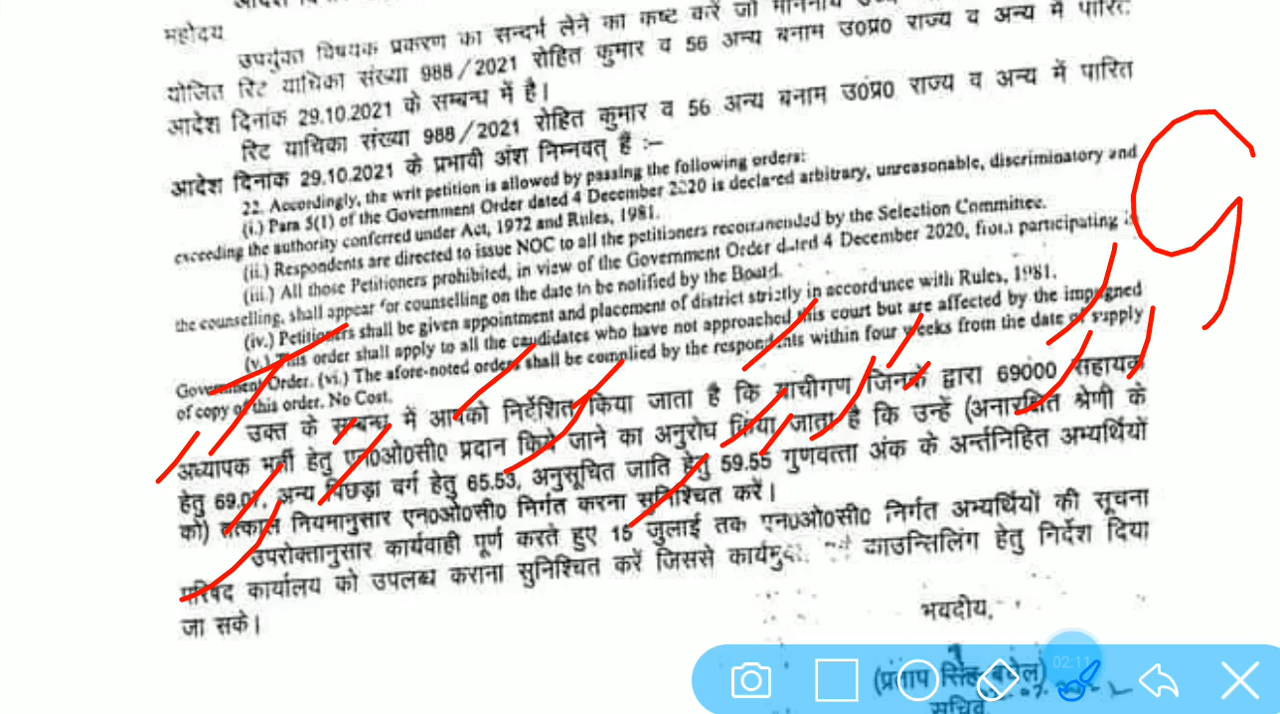 महोदय
उपर्युक्त विषयक प्रकरण का सन्दर्भ लेने का कष्ट करें जो माननीय
योजित रिट याचिका संख्या 988/2021 रोहित कुमार व 56 अन्य बनाम उ0प्र0 राज्य व अन्य में पारित
आदेश दिनांक 29.10.2021 के सम्बन्ध में है।
रिट याचिका संख्या 988/2021 रोहित कुमार व 56 अन्य बनाम उ0प्र0 राज्य व अन्य में पारित
आदेश दिनांक 29.10.2021 के प्रभावी अंश निम्नवत् हैं :–
22. Accordingly, the writ petition is allowed by passing the following orders:
(i.) Para 5(1) of the Government Order dated 4 December 2020 is declared arbitrary, unreasonable, discriminatory and
exceeding the authority conferred under Act, 1972 and Rules, 1981.
(ii.) Respondents are directed to issue NOC to all the petitioners recommended by the Selection Committee.
(iii.) All those Petitioners prohibited, in view of the Government Order dated 4 December 2020, from participating in
the counselling, shall appear for counselling on the date to be notified by the Board.
(iv.) Petitioners shall be given appointment and placement of district strictly in accordance with Rules, 1981.
(v.) This order shall apply to all the candidates who have not approached this court but are affected by the impugned
Government Order. (vi.) The afore-noted orders shall be complied by the respondents within four weeks from the date of supply
of copy of this order. No Cost.
उक्त के सम्बन्ध में आपको निर्देशित किया जाता है कि याचीगण जिनके द्वारा 69000 सहायक
अध्यापक भर्ती हेतु एन0ओ0सी0 प्रदान किये जाने का अनुरोध किया जाता है कि उन्हें (अनारक्षित श्रेणी के
हेतु 69.07, अन्य पिछड़ा वर्ग हेतु 65.53, अनुसूचित जाति हेतु 59.55 गुणवत्ता अंक के अर्न्तनिहित अभ्यर्थियों
को) तत्काल नियमानुसार एन0ओ0सी0 निर्गत करना सुनिश्चित करें।
उपरोक्तानुसार कार्यवाही पूर्ण करते हुए 15 जुलाई तक एन0ओ0सी0 निर्गत अभ्यर्थियों की सूचना
परिषद कार्यालय को उपलब्ध कराना सुनिश्चित करें जिससे काउन्सिलिंग हेतु निर्देश दिया
जा सके।
भवदीय,
(प्रताप सिंह बघेल)
सचिव
02:11